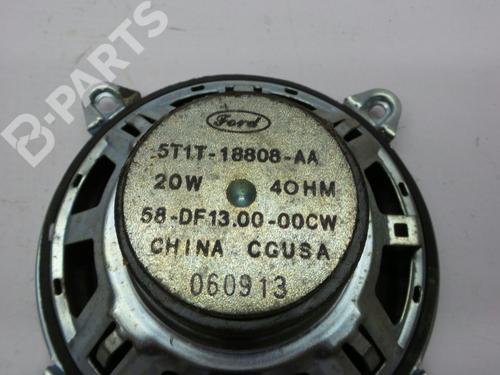 B-PARTS
Ford
5T1T-18808-AA
20W 4OHM
58-DF13.00-00CW
CHINA CGUSA
060913